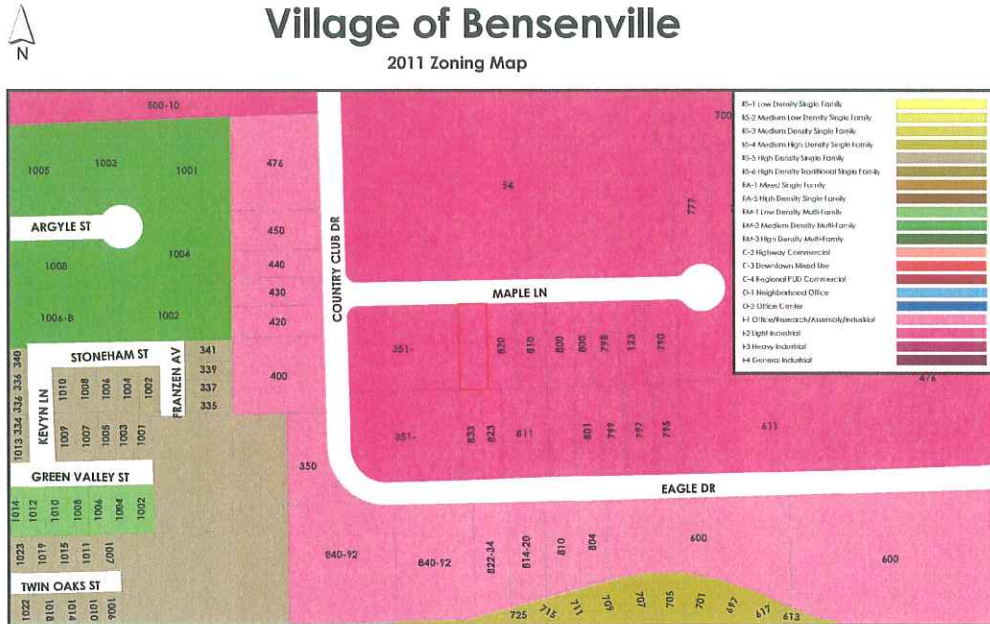 Village of Bensenville
2011 Zoning Map
N
500-10
1005
1003
1001
ARGYLE ST
1008
1004
1006-B
1002
STONEHAM ST
KEVYN LN
FRANZEN AV
340
336
336
334
1013
1010
1008
1006
1004
1002
1009
1007
1005
1003
1001
341
339
337
335
GREEN VALLEY ST
1014
1012
1010
1008
1006
1004
1002
1023
1019
1015
1011
1007
TWIN OAKS ST
1022
1018
1014
1010
1006
476
450
440
430
420
400
350
COUNTRY CLUB DR
54
777
700
MAPLE LN
351-
820
810
800
800
798
123
790
476
351-
833
823
811
801
799
797
795
611
EAGLE DR
840-92
840-92
822-34
814-20
810
804
600
600
725
715
711
709
707
705
701
697
617
613
RS-1 Low Density Single Family
RS-2 Medium Low Density Single Family
RS-3 Medium Density Single Family
RS-4 Medium High Density Single Family
RS-5 High Density Single Family
RS-6 High Density Traditional Single Family
RA-1 Mixed Single Family
RM-1 Low Density Multi-Family
RM-2 Medium Density Multi-Family
RM-3 High Density Multi-Family
C-2 Highway Commercial
C-3 Downtown Mixed Use
C-4 Regional PUD Commercial
O-1 Neighborhood Office
O-2 Office Center
I-1 Office/Research/Assembly/Industrial
I-2 Light Industrial
I-3 Heavy Industrial
I-4 General Industrial